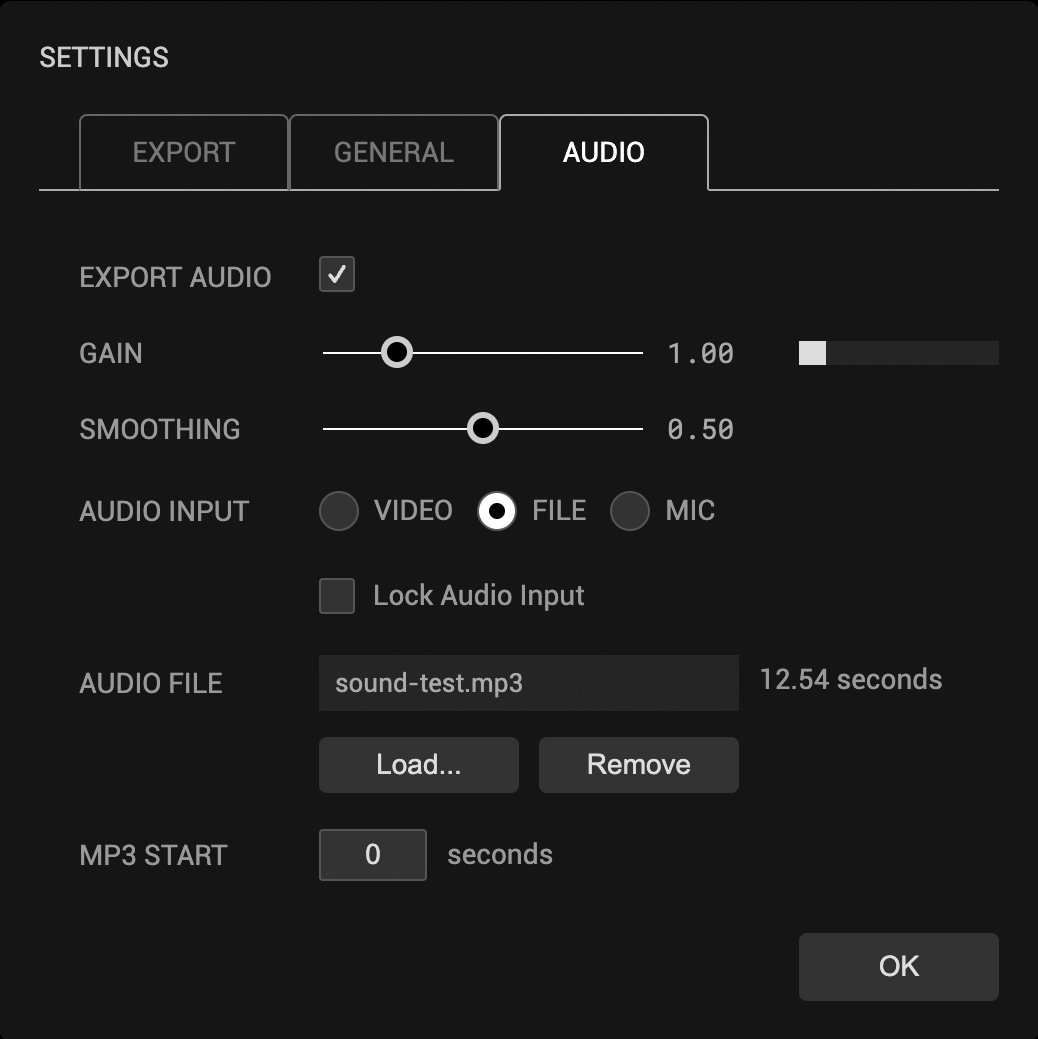 SETTINGS
EXPORT GENERAL AUDIO
EXPORT AUDIO
GAIN 1.00
SMOOTHING 0.50
AUDIO INPUT VIDEO FILE MIC
Lock Audio Input
AUDIO FILE sound-test.mp3 12.54 seconds
Load... Remove
MP3 START 0 seconds
OK